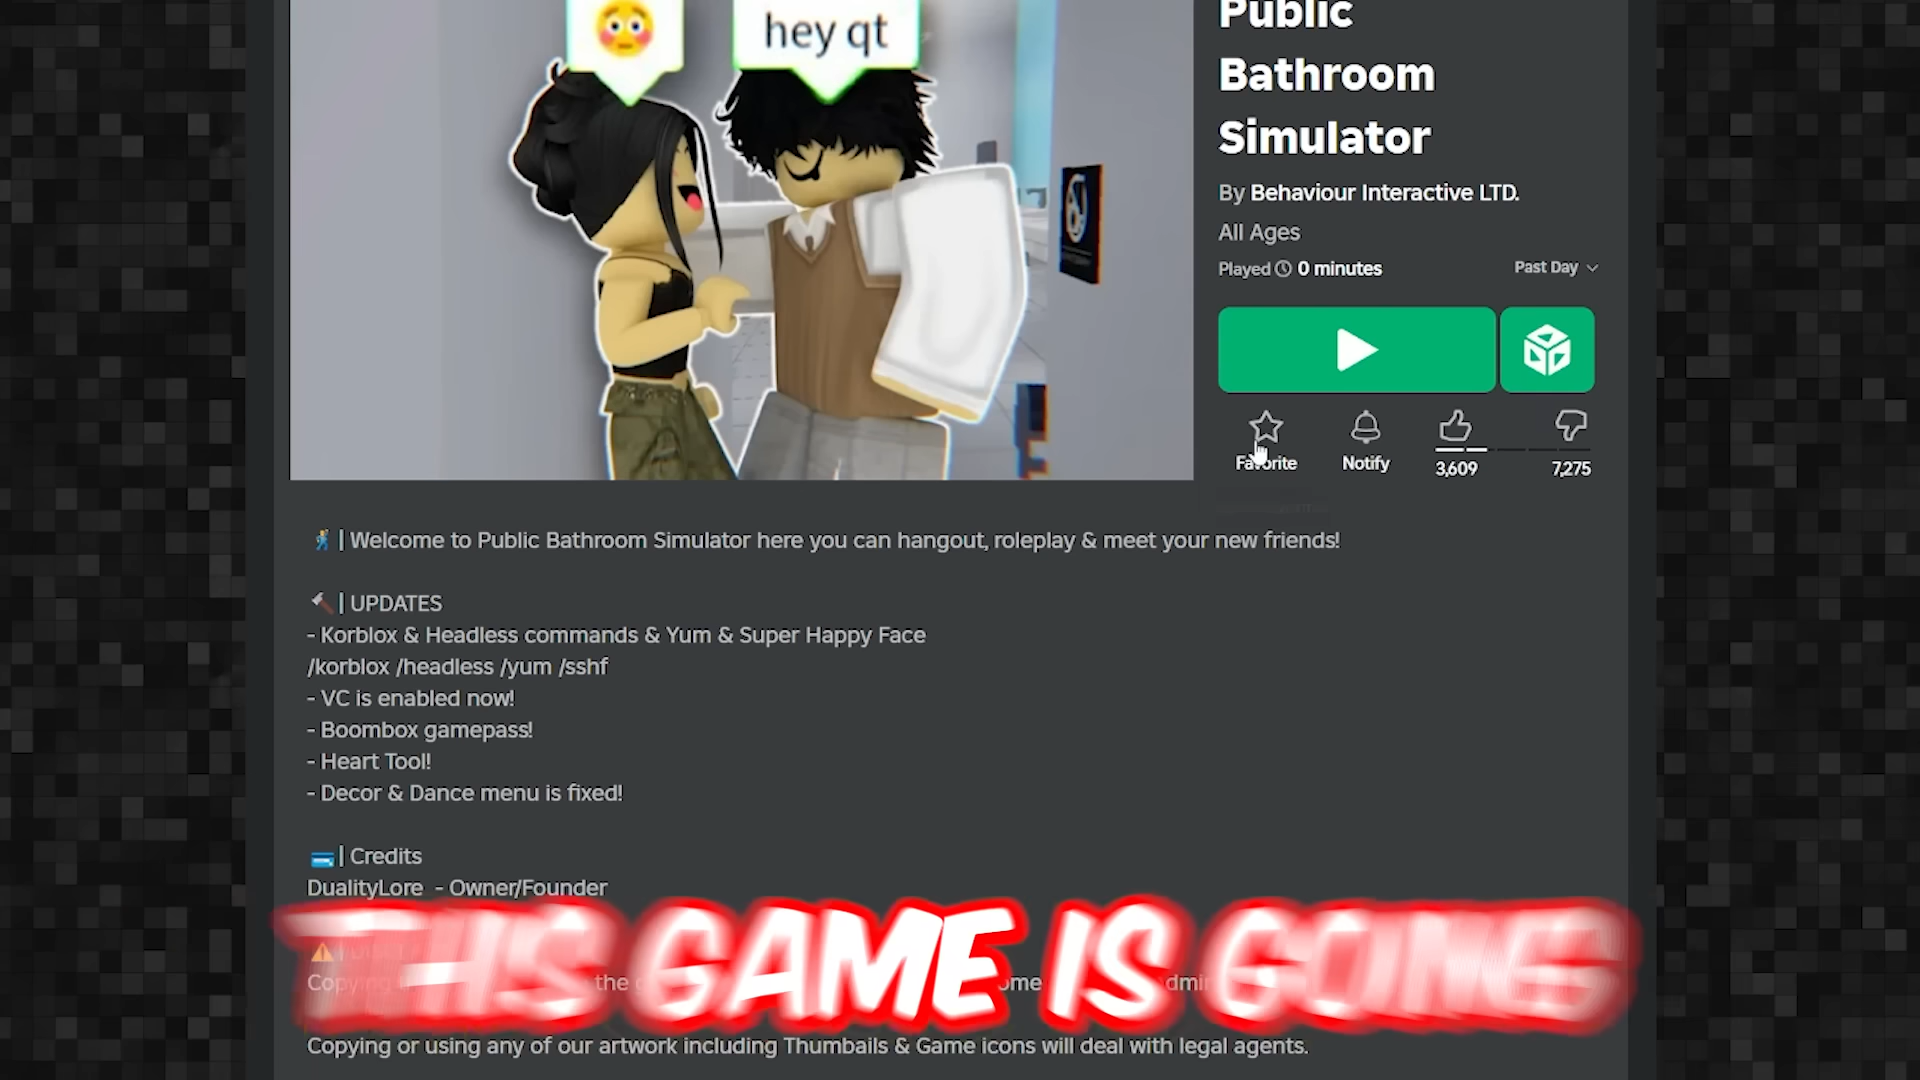 hey qt
Public
Bathroom
Simulator
By Behaviour Interactive LTD.
All Ages
Played 0 minutes
Past Day
Favorite
Notify
3,609
7,275
| Welcome to Public Bathroom Simulator here you can hangout, roleplay & meet your new friends!
| UPDATES
- Korblox & Headless commands & Yum & Super Happy Face
/korblox /headless /yum /sshf
- VC is enabled now!
- Boombox gamepass!
- Heart Tool!
- Decor & Dance menu is fixed!
| Credits
DualityLore - Owner/Founder
THIS GAME IS GOING
Copying or using any of our artwork including Thumbails & Game icons will deal with legal agents.